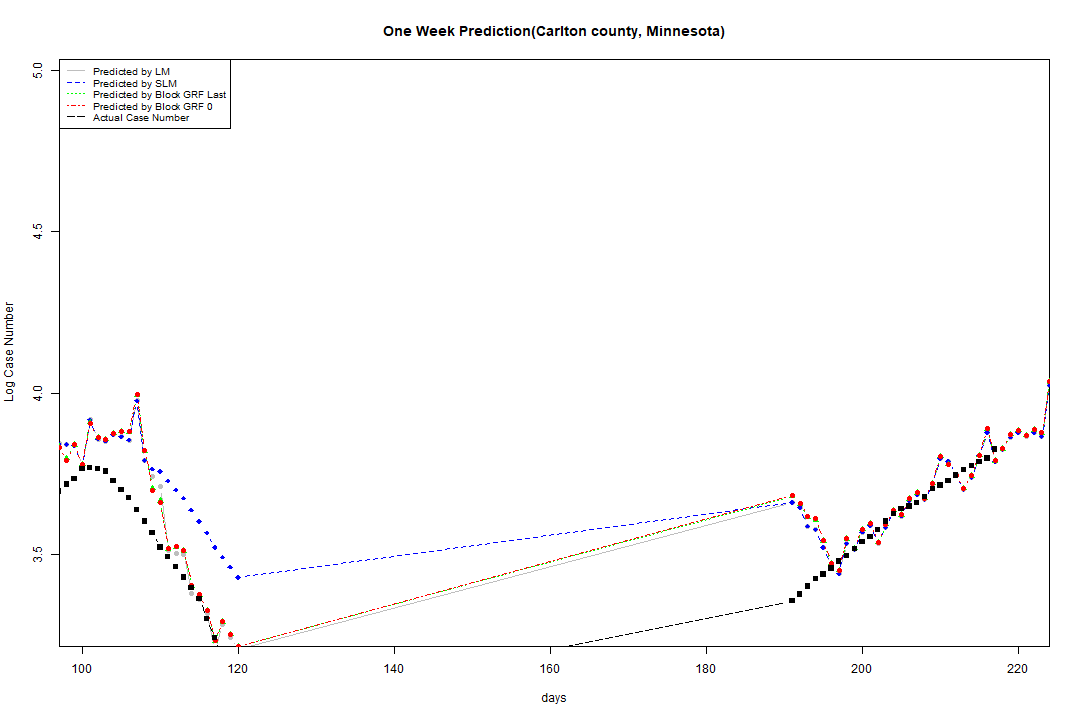 One Week Prediction(Carlton county, Minnesota)
Predicted by LM
Predicted by SLM
Predicted by Block GRF Last
Predicted by Block GRF 0
Actual Case Number
5.0
4.5
4.0
3.5
Log Case Number
100 120 140 160 180 200 220
days